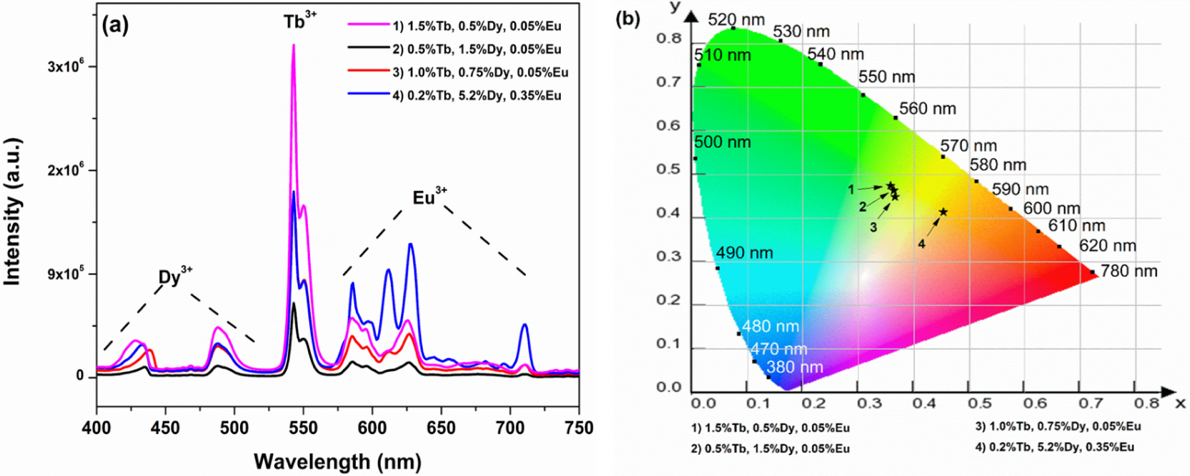 (a)
Tb3+
1) 1.5%Tb, 0.5%Dy, 0.05%Eu
2) 0.5%Tb, 1.5%Dy, 0.05%Eu
3) 1.0%Tb, 0.75%Dy, 0.05%Eu
4) 0.2%Tb, 5.2%Dy, 0.35%Eu
Intensity (a.u.)
3x10⁶
2x10⁶
9x10⁵
0
Dy3+
Eu3+
400 450 500 550 600 650 700 750
Wavelength (nm)
(b)
y
0.8
0.7
0.6
0.5
0.4
0.3
0.2
0.1
0.0
520 nm
530 nm
510 nm
540 nm
550 nm
560 nm
500 nm
570 nm
580 nm
590 nm
600 nm
610 nm
620 nm
780 nm
490 nm
480 nm
470 nm
380 nm
1
2
3
4
0.0 0.1 0.2 0.3 0.4 0.5 0.6 0.7 0.8 x
1) 1.5%Tb, 0.5%Dy, 0.05%Eu
2) 0.5%Tb, 1.5%Dy, 0.05%Eu
3) 1.0%Tb, 0.75%Dy, 0.05%Eu
4) 0.2%Tb, 5.2%Dy, 0.35%Eu